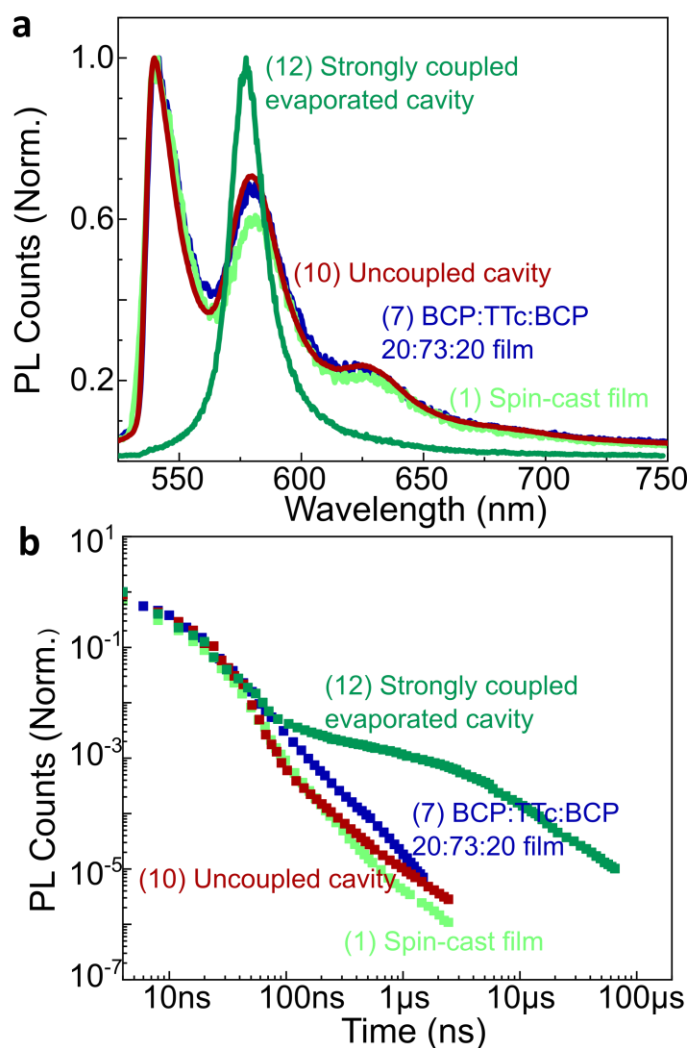 a
PL Counts (Norm.)
1.0
0.6
0.2
(12) Strongly coupled
evaporated cavity
(10) Uncoupled cavity
(7) BCP:TTc:BCP
20:73:20 film
(1) Spin-cast film
550
600
650
700
750
Wavelength (nm)
b
PL Counts (Norm.)
10^1
10^-1
10^-3
10^-5
10^-7
(12) Strongly coupled
evaporated cavity
(7) BCP:TTc:BCP
20:73:20 film
(10) Uncoupled cavity
(1) Spin-cast film
10ns
100ns
1µs
10µs
100µs
Time (ns)